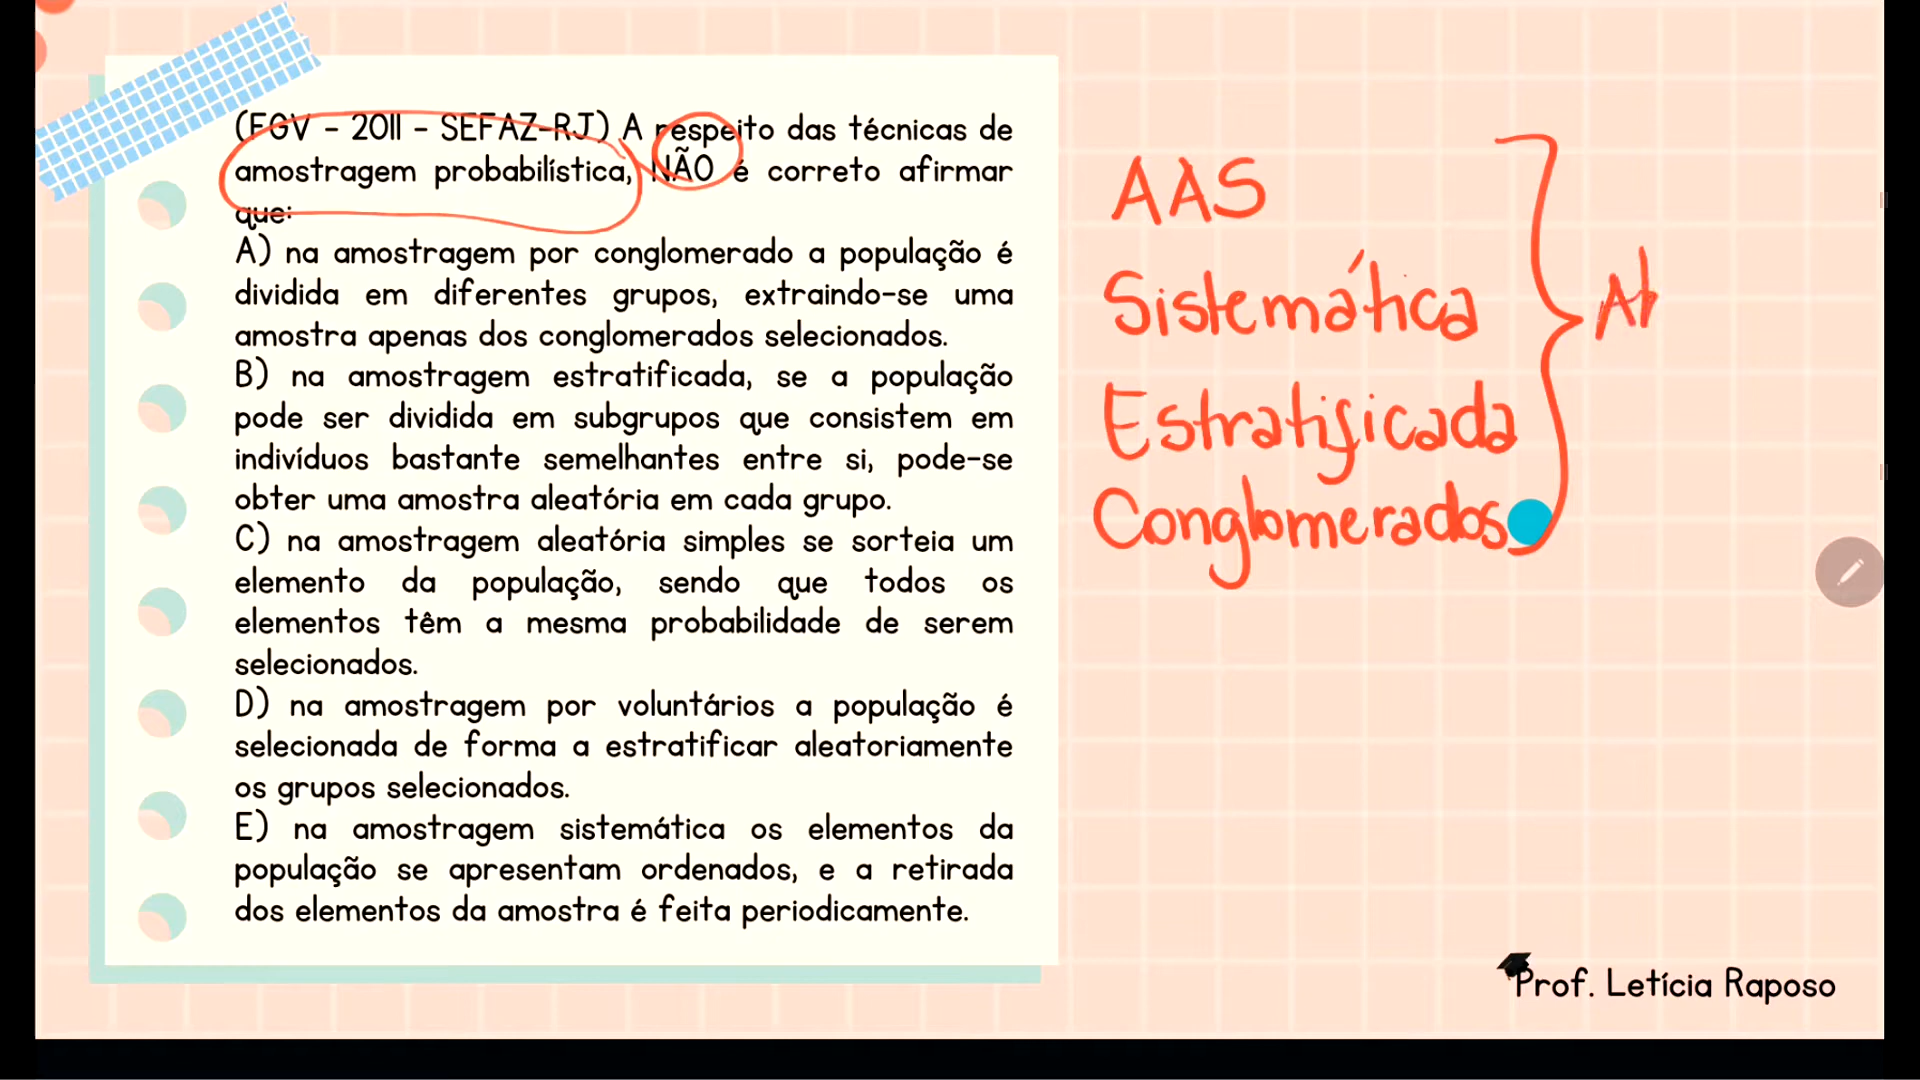 (FGV - 2011 - SEFAZ-RJ) A respeito das técnicas de
amostragem probabilística, NÃO é correto afirmar
que:
A) na amostragem por conglomerado a população é
dividida em diferentes grupos, extraindo-se uma
amostra apenas dos conglomerados selecionados.
B) na amostragem estratificada, se a população
pode ser dividida em subgrupos que consistem em
indivíduos bastante semelhantes entre si, pode-se
obter uma amostra aleatória em cada grupo.
C) na amostragem aleatória simples se sorteia um
elemento da população, sendo que todos os
elementos têm a mesma probabilidade de serem
selecionados.
D) na amostragem por voluntários a população é
selecionada de forma a estratificar aleatoriamente
os grupos selecionados.
E) na amostragem sistemática os elementos da
população se apresentam ordenados, e a retirada
dos elementos da amostra é feita periodicamente.
AAS
Sistemática
Estratificada
Conglomerados
Prof. Letícia Raposo